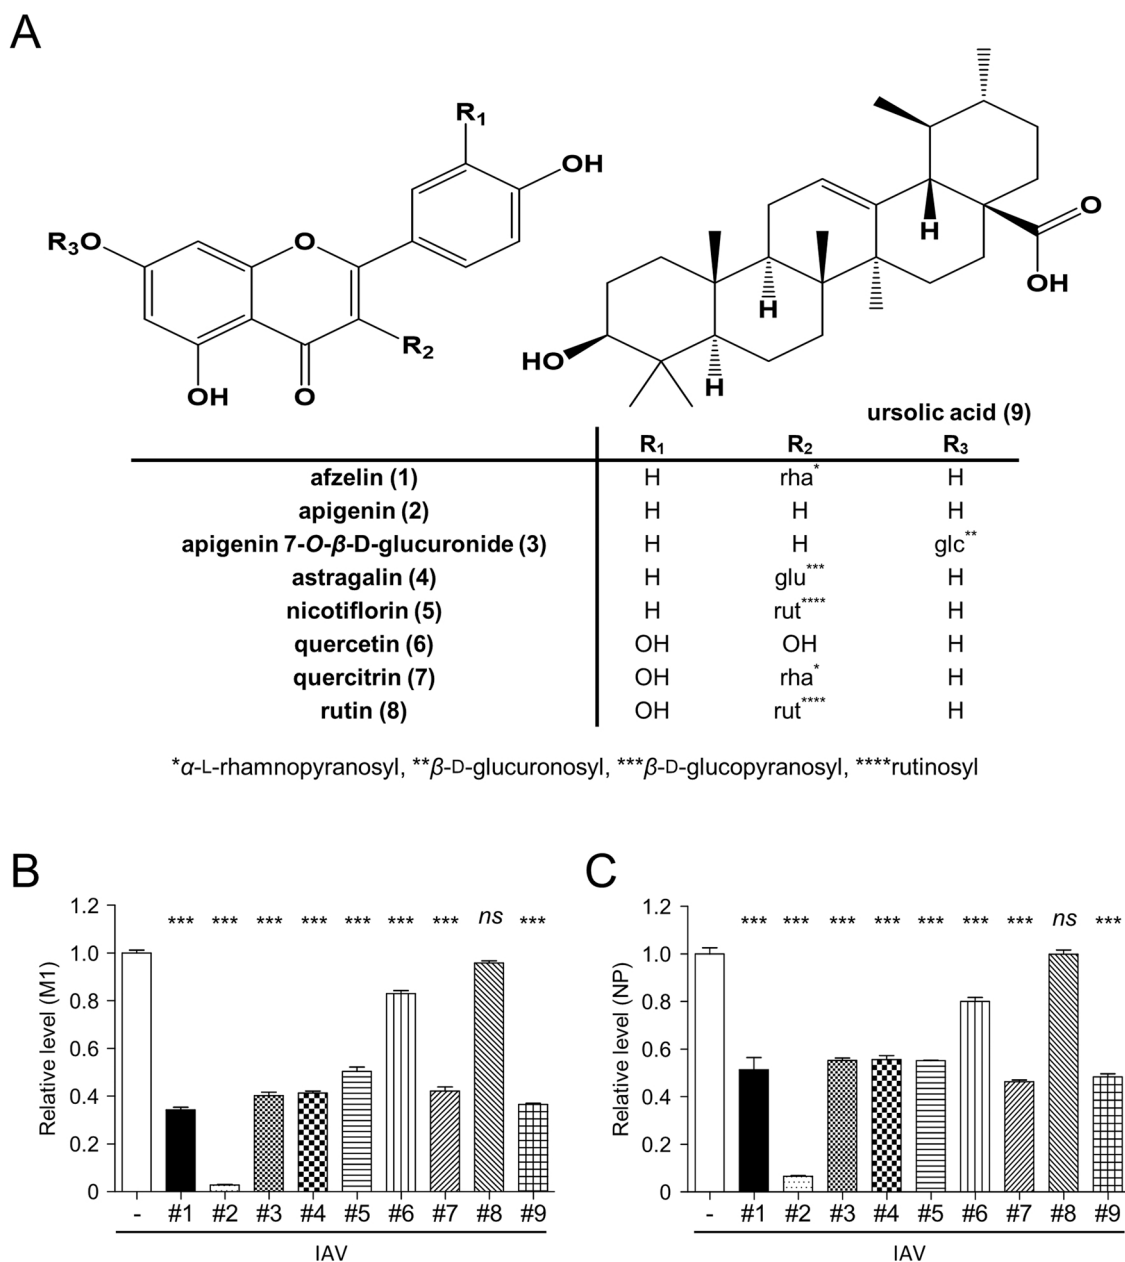 A
R1
OH
R3O
O
R2
OH
O
H
O
OH
H
HO
H
ursolic acid (9)
R1 R2 R3
afzelin (1) H rha* H
apigenin (2) H H H
apigenin 7-O-β-D-glucuronide (3) H H glc**
astragalin (4) H glu*** H
nicotiflorin (5) H rut**** H
quercetin (6) OH OH H
quercitrin (7) OH rha* H
rutin (8) OH rut**** H
*α-L-rhamnopyranosyl, **β-D-glucuronosyl, ***β-D-glucopyranosyl, ****rutinosyl
B
Relative level (M1)
1.2
1.0
0.8
0.6
0.4
0.2
0
*** *** *** *** *** *** *** ns ***
- #1 #2 #3 #4 #5 #6 #7 #8 #9
IAV
C
Relative level (NP)
1.2
1.0
0.8
0.6
0.4
0.2
0
*** *** *** *** *** *** *** ns ***
- #1 #2 #3 #4 #5 #6 #7 #8 #9
IAV